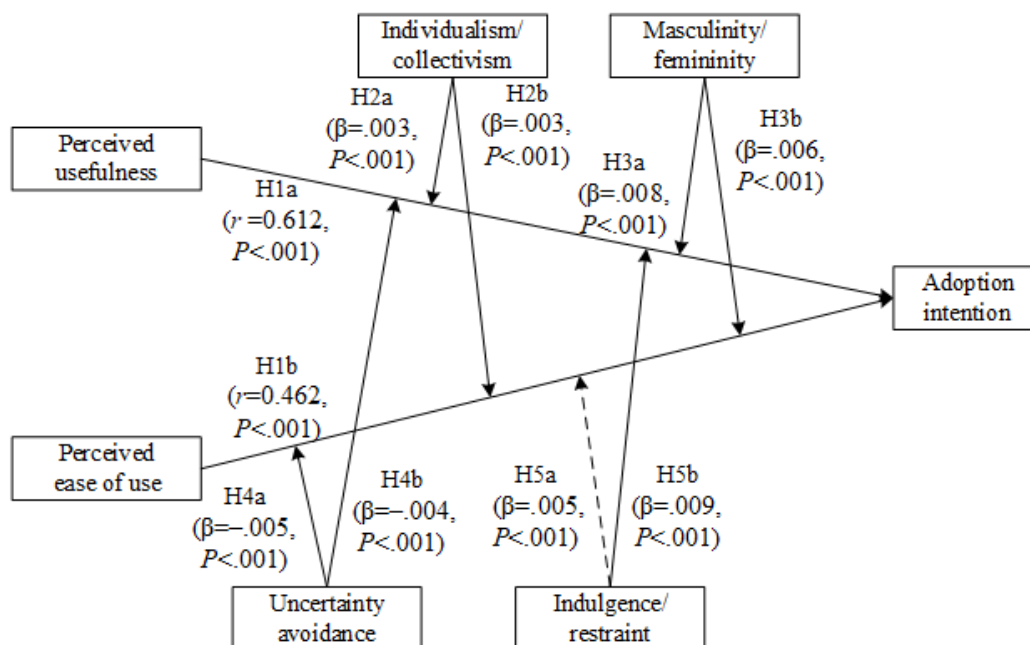 Individualism/
collectivism
Masculinity/
femininity
H2a
(β=.003,
P<.001)
H2b
(β=.003,
P<.001)
H3b
(β=.006,
P<.001)
Perceived
usefulness
H3a
(β=.008,
P<.001)
H1a
(r =0.612,
P<.001)
Adoption
intention
H1b
(r=0.462,
P<.001)
Perceived
ease of use
H4a
(β=−.005,
P<.001)
H4b
(β=−.004,
P<.001)
H5a
(β=.005,
P<.001)
H5b
(β=.009,
P<.001)
Uncertainty
avoidance
Indulgence/
restraint